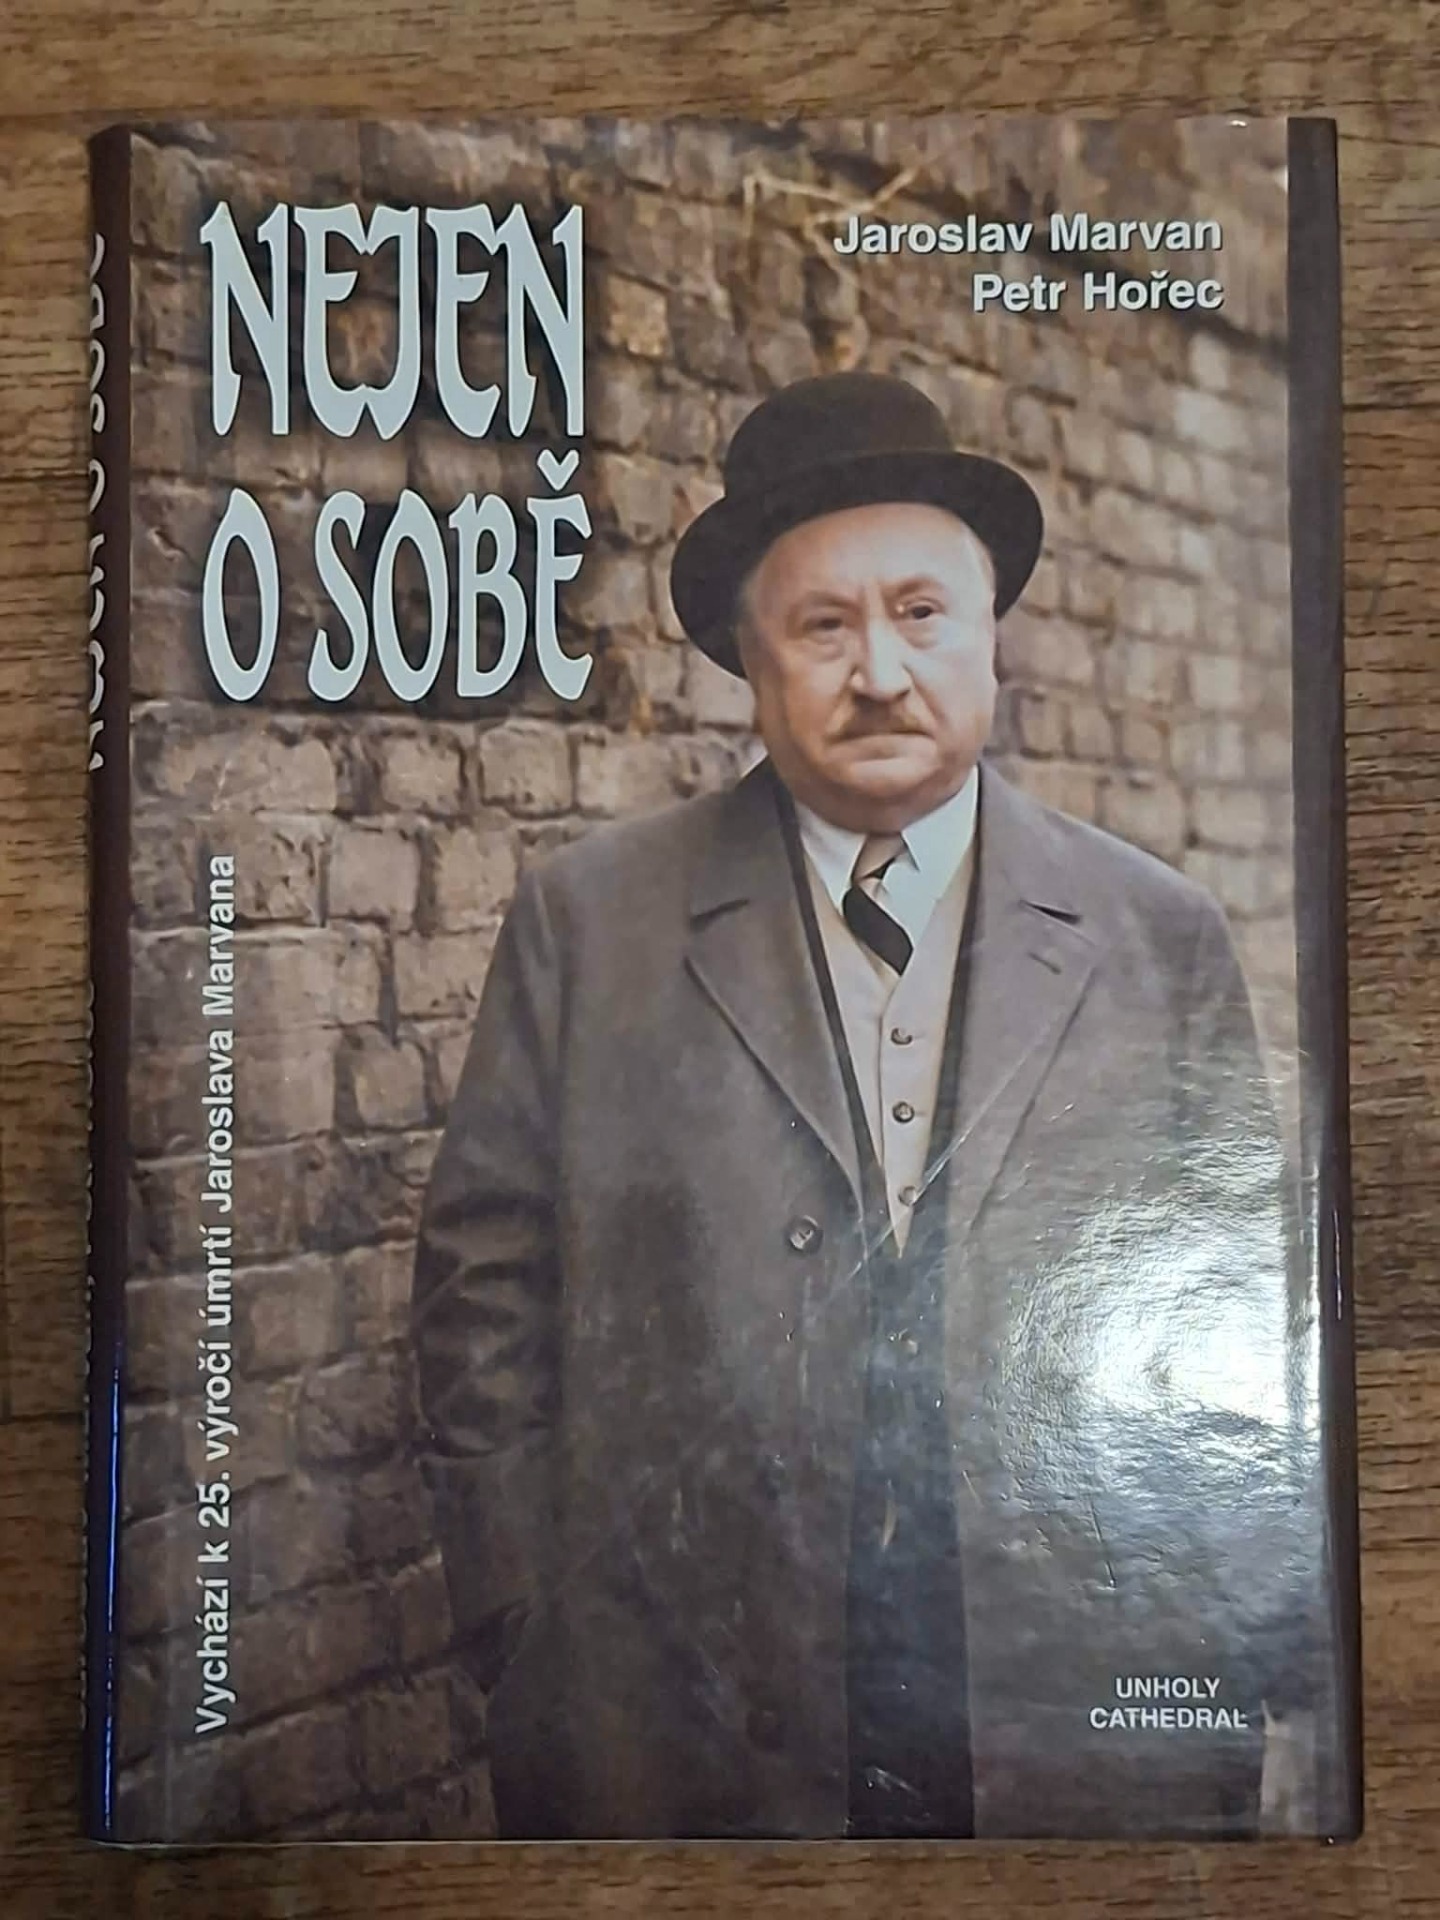 NEJEN
O SOBĚ
Jaroslav Marvan
Petr Hořec
Vychází k 25. výročí úmrtí Jaroslava Marvana
UNHOLY
CATHEDRAL